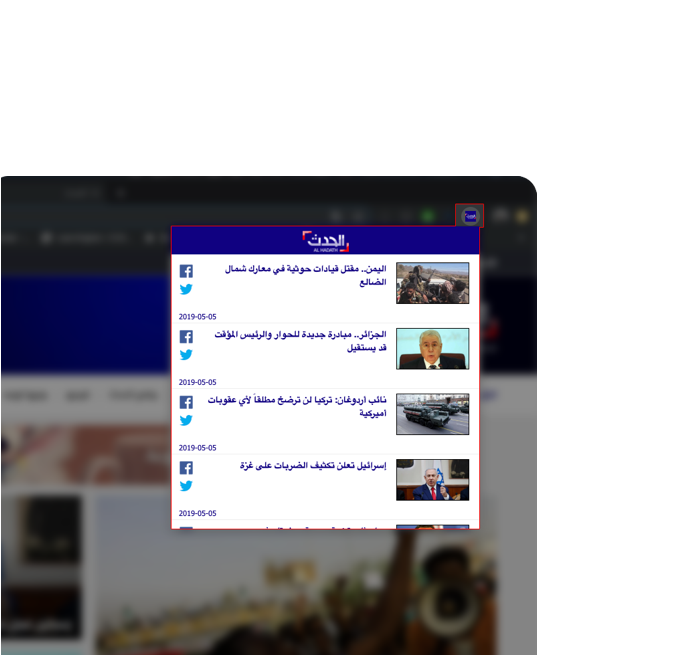 الحدث
AL HADATH
اليمن.. مقتل قيادات حوثية في معارك شمال
الضالع
2019-05-05
الجزائر.. مبادرة جديدة للحوار والرئيس المؤقت
قد يستقيل
2019-05-05
نائب أردوغان: تركيا لن ترضخ مطلقاً لأي عقوبات
أميركية
2019-05-05
إسرائيل تعلن تكثيف الضربات على غزة
2019-05-05